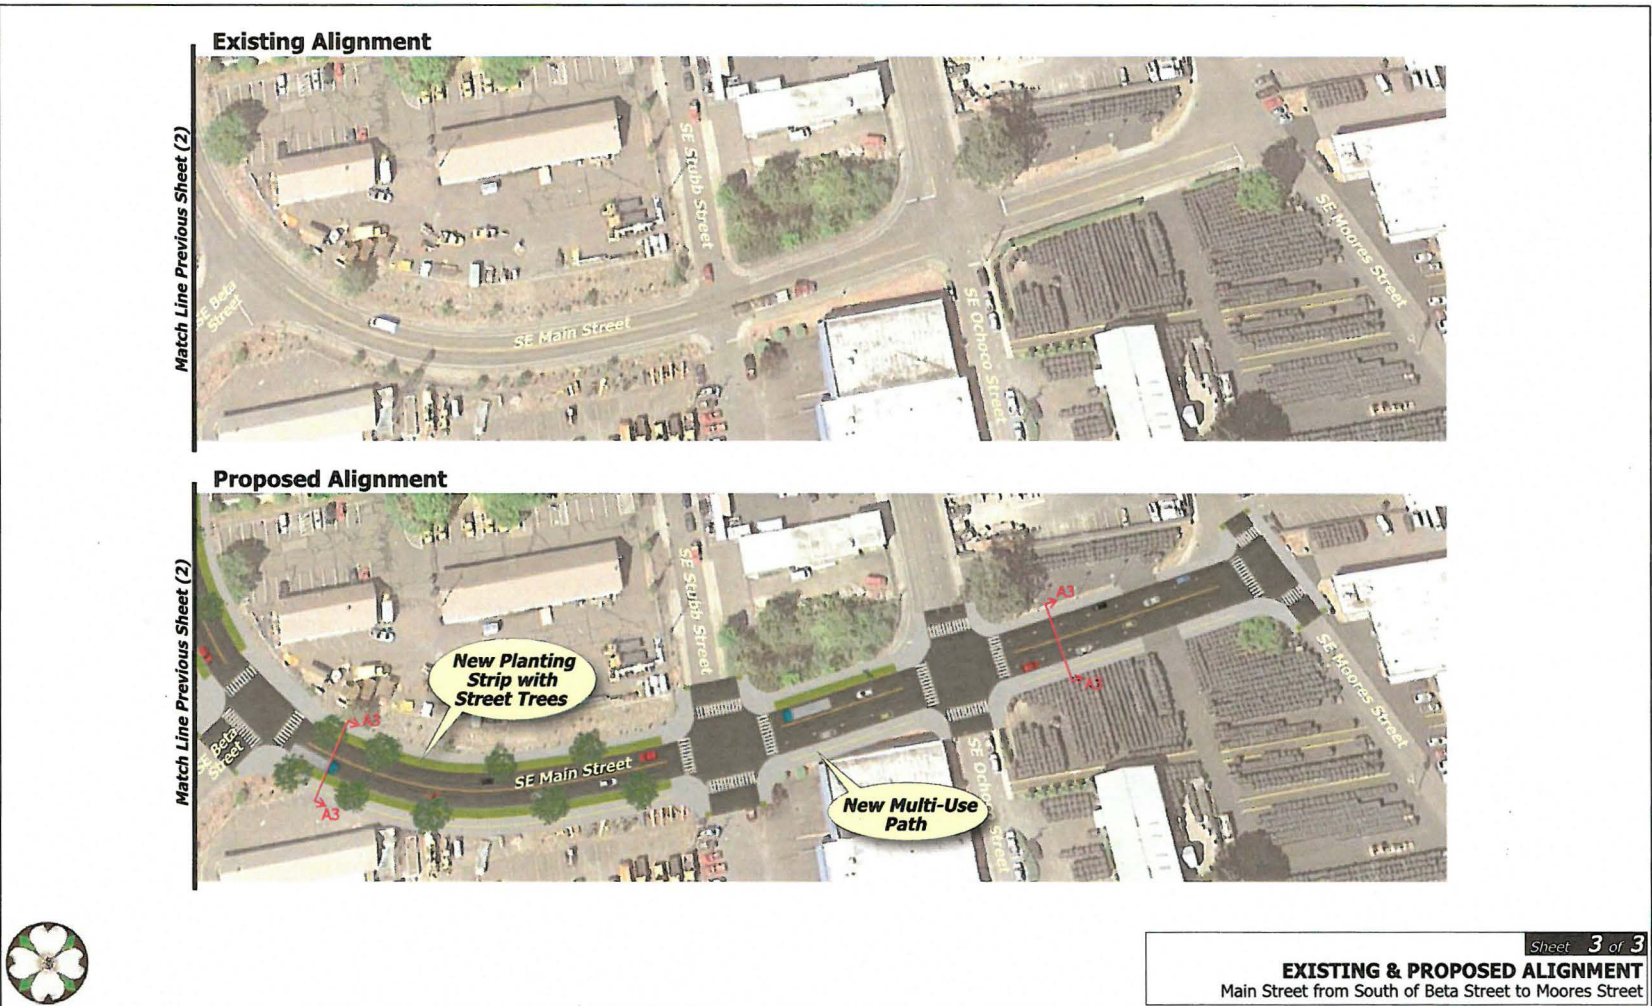 Existing Alignment
Match Line Previous Sheet (2)
SE Stubb Street
SE Moores Street
SE Beta
Street
SE Main Street
SE Ochoco Street
Proposed Alignment
Match Line Previous Sheet (2)
SE Stubb Street
A3
A3
New Planting
Strip with
Street Trees
SE Moores Street
SE Beta
Street
A3
SE Main Street
A3
New Multi-Use
Path
SE Ochoco Street
Sheet 3 of 3
EXISTING & PROPOSED ALIGNMENT
Main Street from South of Beta Street to Moores Street